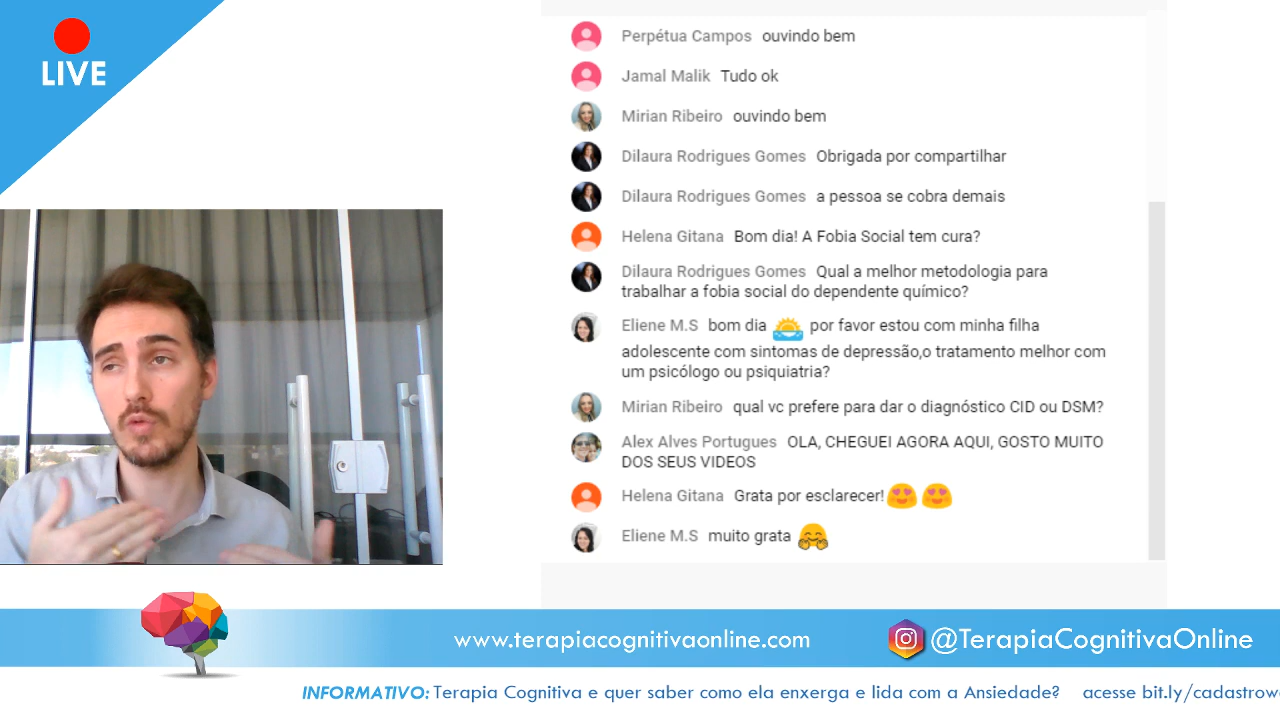 LIVE
Perpétua Campos ouvindo bem
Jamal Malik Tudo ok
Mirian Ribeiro ouvindo bem
Dilaura Rodrigues Gomes Obrigada por compartilhar
Dilaura Rodrigues Gomes a pessoa se cobra demais
Helena Gitana Bom dia! A Fobia Social tem cura?
Dilaura Rodrigues Gomes Qual a melhor metodologia para
trabalhar a fobia social do dependente químico?
Eliene M.S bom dia 🌅 por favor estou com minha filha
adolescente com sintomas de depressão,o tratamento melhor com
um psicólogo ou psiquiatria?
Mirian Ribeiro qual vc prefere para dar o diagnóstico CID ou DSM?
Alex Alves Portugues OLA, CHEGUEI AGORA AQUI, GOSTO MUITO
DOS SEUS VIDEOS
Helena Gitana Grata por esclarecer!😍 😍
Eliene M.S muito grata 🤗
www.terapiacognitivaonline.com
@TerapiaCognitivaOnline
INFORMATIVO: Terapia Cognitiva e quer saber como ela enxerga e lida com a Ansiedade? acesse bit.ly/cadastrow